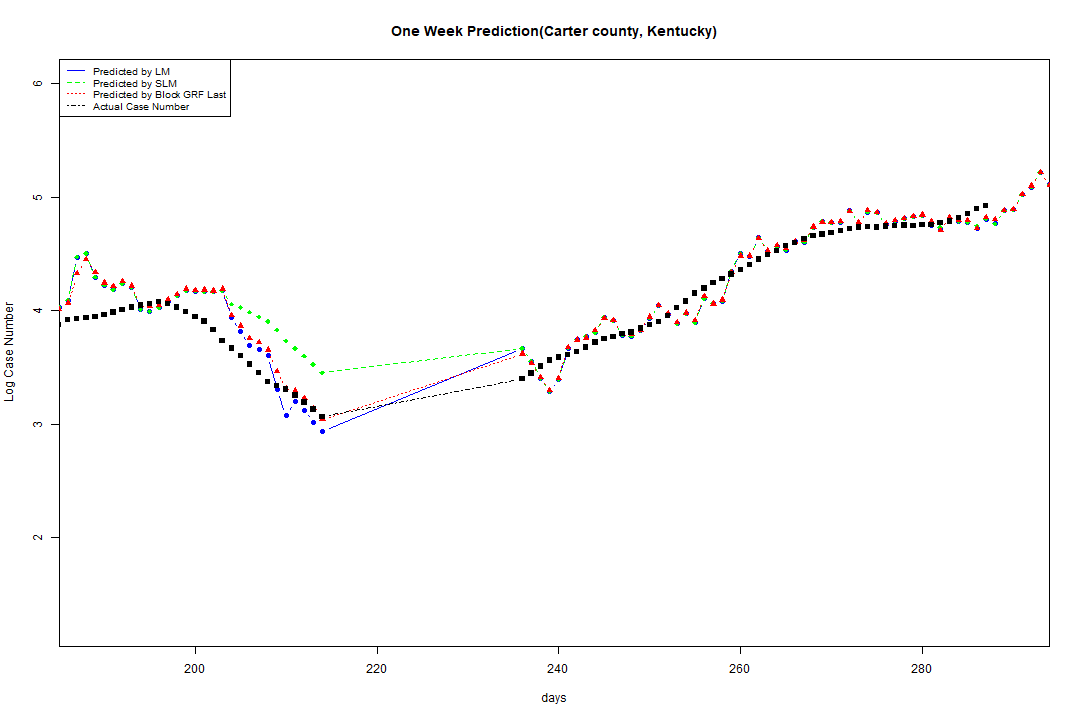 One Week Prediction(Carter county, Kentucky)
Predicted by LM
Predicted by SLM
Predicted by Block GRF Last
Actual Case Number
6
5
4
3
2
Log Case Number
200
220
240
260
280
days